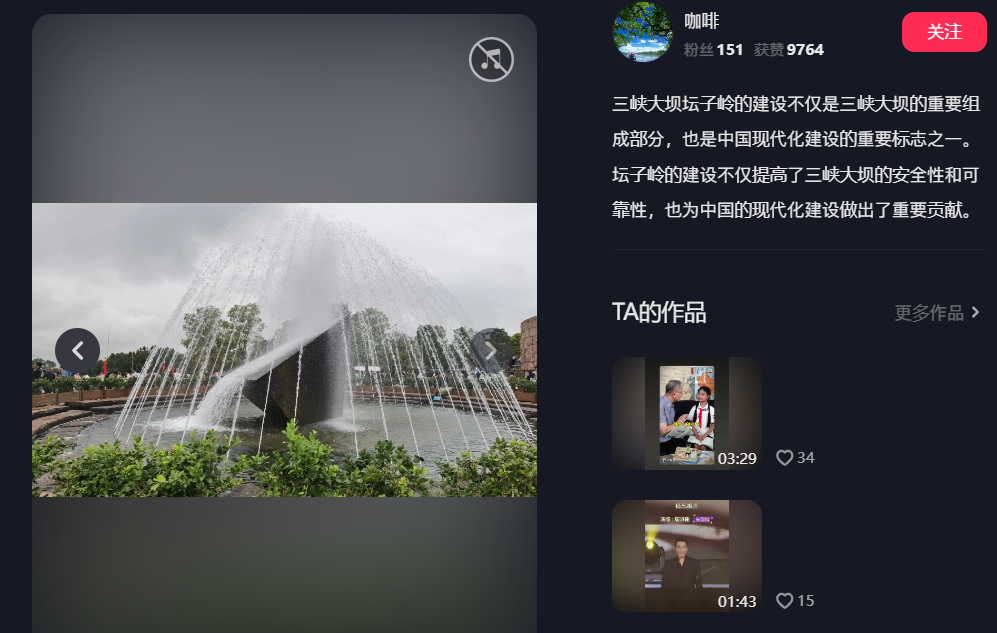 咖啡
粉丝 151 获赞 9764
关注
三峡大坝坛子岭的建设不仅是三峡大坝的重要组
成部分，也是中国现代化建设的重要标志之一。
坛子岭的建设不仅提高了三峡大坝的安全性和可
靠性，也为中国的现代化建设做出了重要贡献。
TA的作品
更多作品
03:29
34
01:43
15